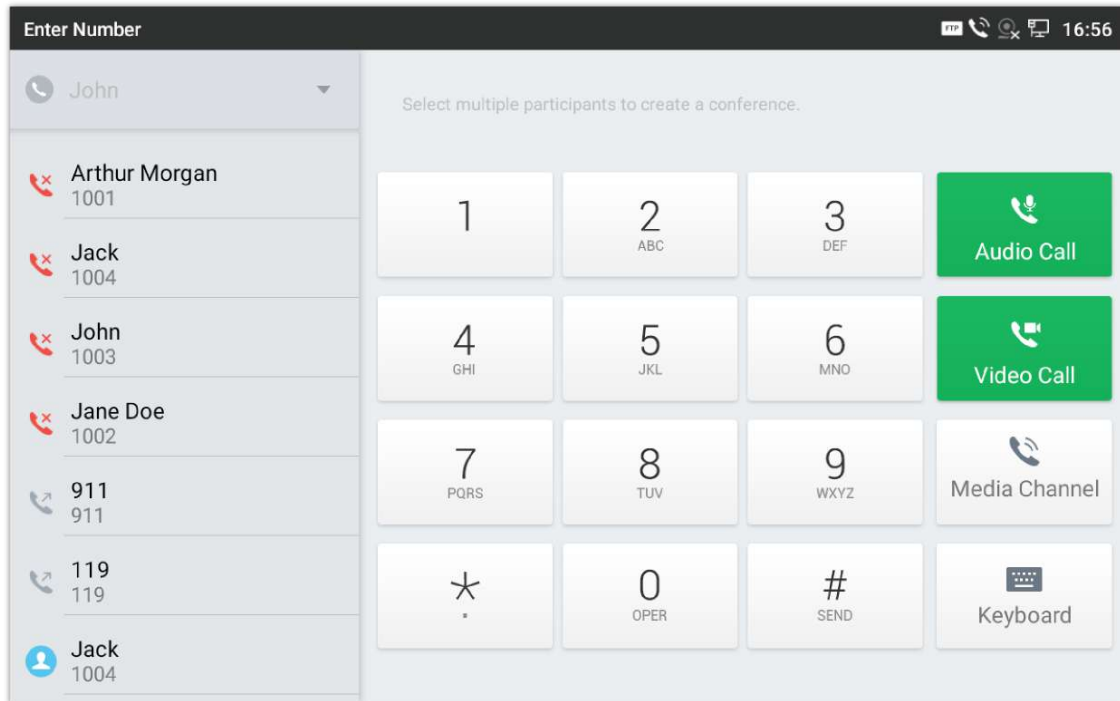 Enter Number
FTP
16:56
John
Select multiple participants to create a conference.
Arthur Morgan
1001
Jack
1004
John
1003
Jane Doe
1002
911
911
119
119
Jack
1004
1
2
ABC
3
DEF
Audio Call
4
GHI
5
JKL
6
MNO
Video Call
7
PQRS
8
TUV
9
WXYZ
Media Channel
*
.
0
OPER
#
SEND
Keyboard